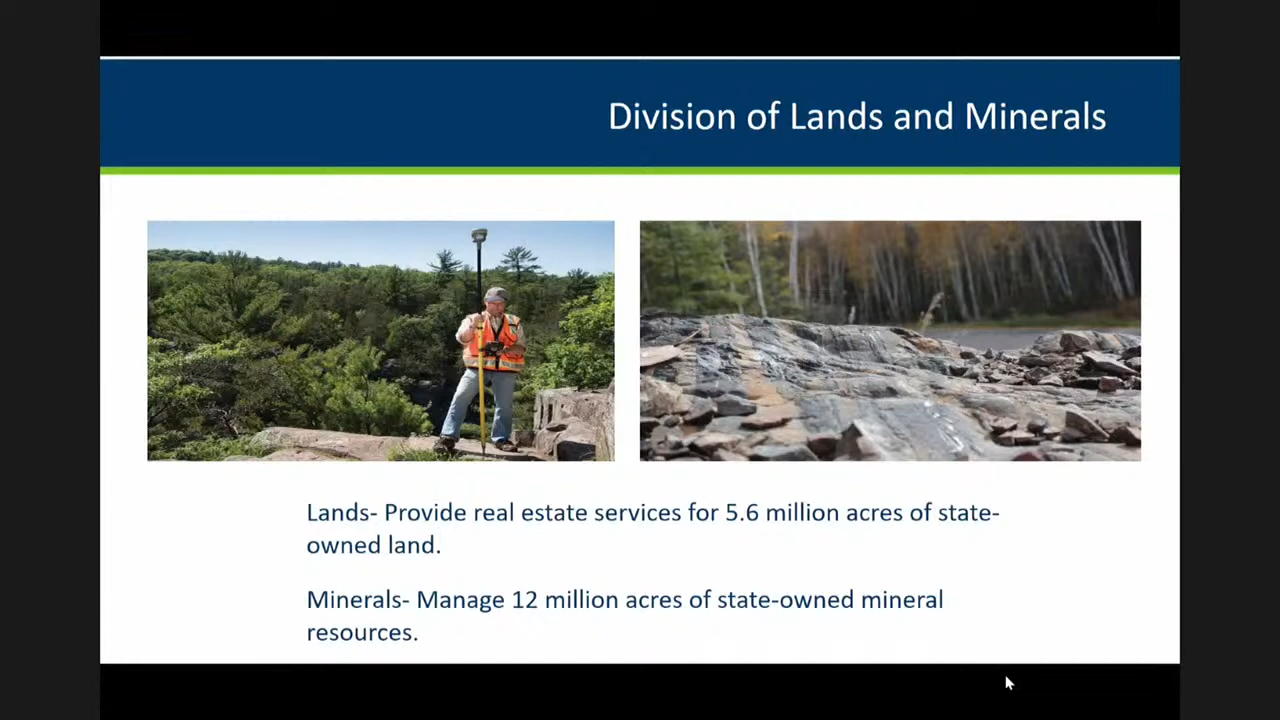 Division of Lands and Minerals
Lands- Provide real estate services for 5.6 million acres of state-
owned land.
Minerals- Manage 12 million acres of state-owned mineral
resources.